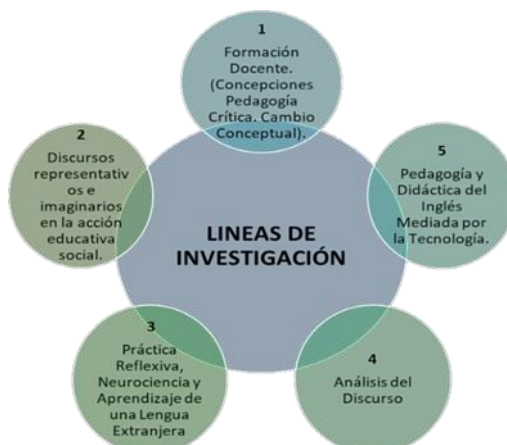 1
Formación
Docente.
(Concepciones
Pedagogía
Crítica. Cambio
Conceptual).
2
Discursos
representativ
os e
imaginarios
en la acción
educativa
social.
LINEAS DE
INVESTIGACIÓN
5
Pedagogía y
Didáctica del
Inglés
Mediada por
la Tecnología.
3
Práctica
Reflexiva,
Neurociencia y
Aprendizaje de
una Lengua
Extranjera
4
Análisis del
Discurso